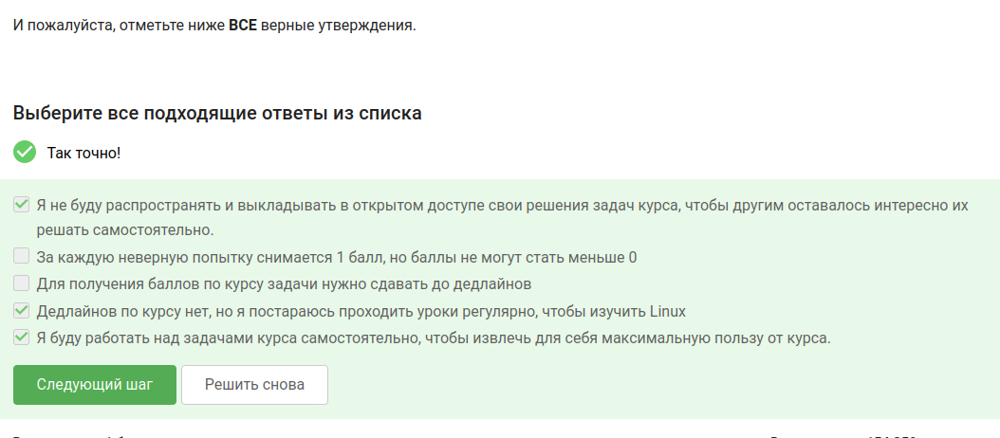 И пожалуйста, отметьте ниже ВСЕ верные утверждения.
Выберите все подходящие ответы из списка
Так точно!
Я не буду распространять и выкладывать в открытом доступе свои решения задач курса, чтобы другим оставалось интересно их
решать самостоятельно.
За каждую неверную попытку снимается 1 балл, но баллы не могут стать меньше 0
Для получения баллов по курсу задачи нужно сдавать до дедлайнов
Дедлайнов по курсу нет, но я постараюсь проходить уроки регулярно, чтобы изучить Linux
Я буду работать над задачами курса самостоятельно, чтобы извлечь для себя максимальную пользу от курса.
Следующий шаг
Решить снова